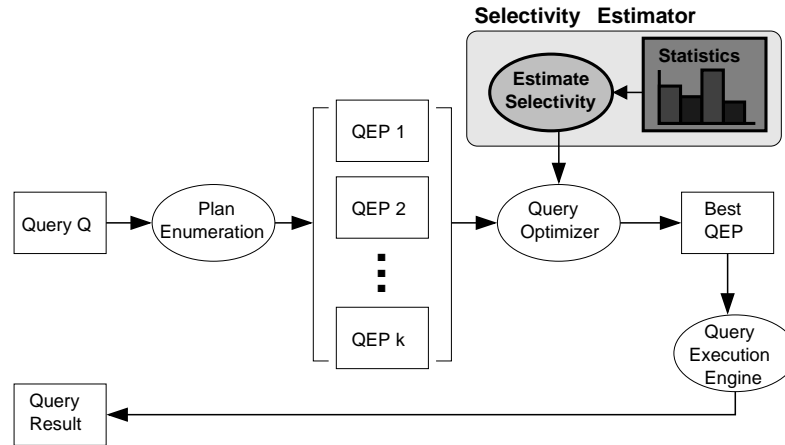 Selectivity Estimator
Statistics
Estimate
Selectivity
QEP 1
QEP 2
QEP k
Query Q
Plan
Enumeration
Query
Optimizer
Best
QEP
Query
Execution
Engine
Query
Result